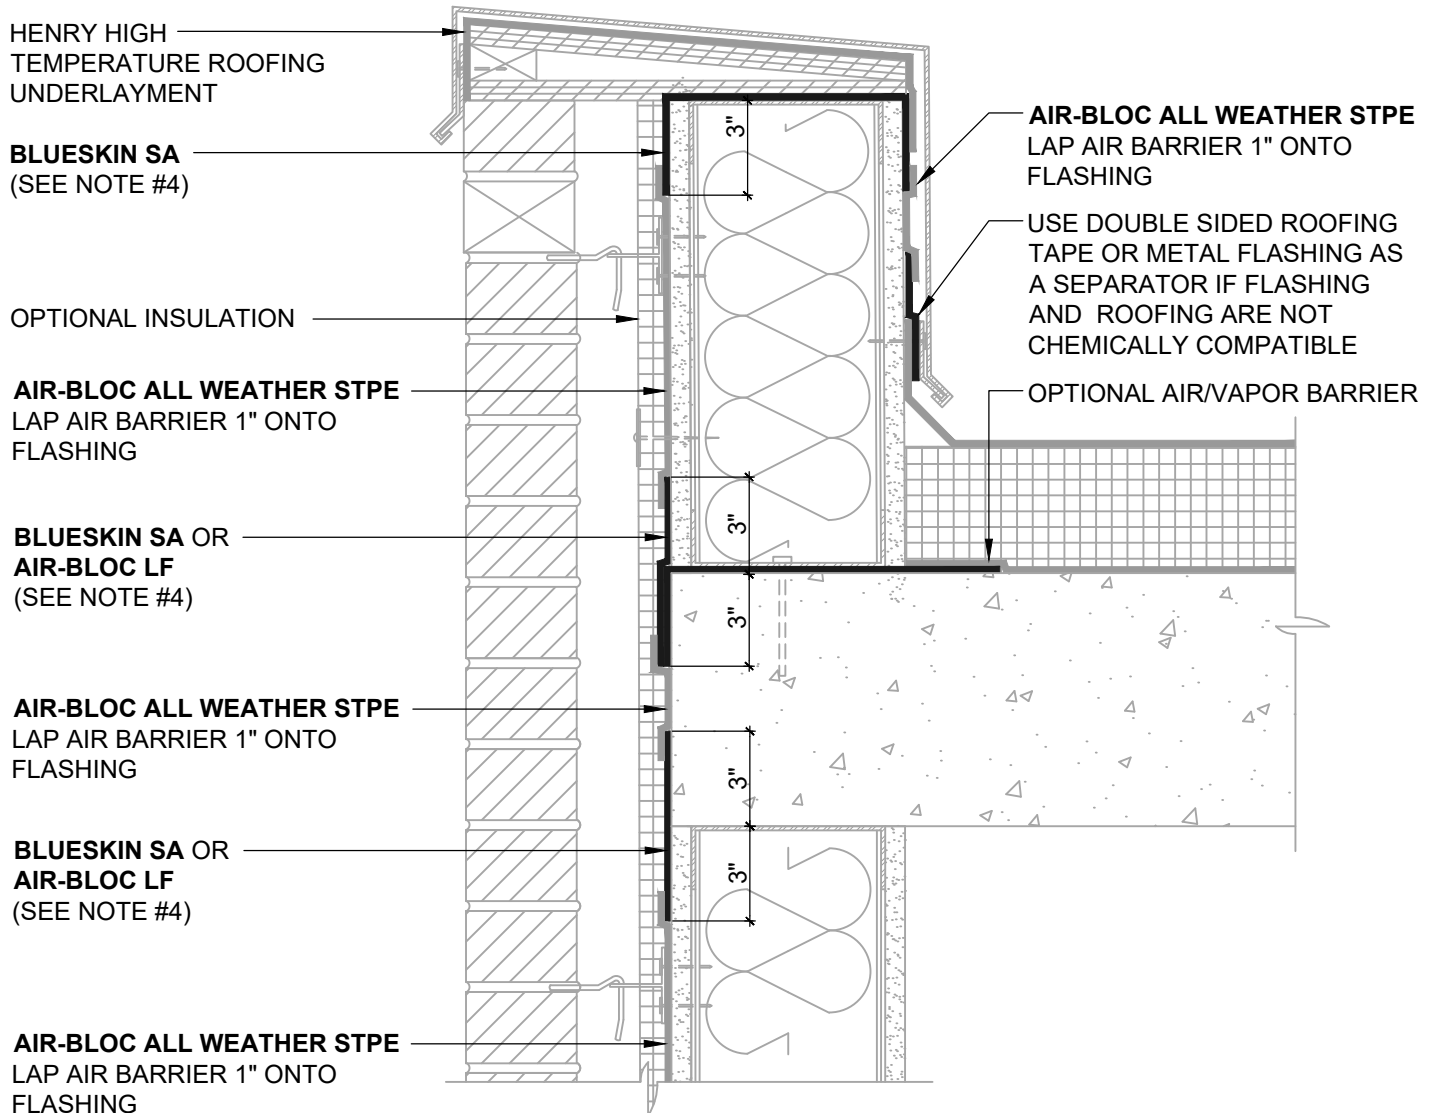 HENRY HIGH
TEMPERATURE ROOFING
UNDERLAYMENT
BLUESKIN SA
(SEE NOTE #4)
OPTIONAL INSULATION
AIR-BLOC ALL WEATHER STPE
LAP AIR BARRIER 1" ONTO
FLASHING
BLUESKIN SA OR
AIR-BLOC LF
(SEE NOTE #4)
AIR-BLOC ALL WEATHER STPE
LAP AIR BARRIER 1" ONTO
FLASHING
BLUESKIN SA OR
AIR-BLOC LF
(SEE NOTE #4)
AIR-BLOC ALL WEATHER STPE
LAP AIR BARRIER 1" ONTO
FLASHING
3"
3"
3"
3"
3"
AIR-BLOC ALL WEATHER STPE
LAP AIR BARRIER 1" ONTO
FLASHING
USE DOUBLE SIDED ROOFING
TAPE OR METAL FLASHING AS
A SEPARATOR IF FLASHING
AND ROOFING ARE NOT
CHEMICALLY COMPATIBLE
OPTIONAL AIR/VAPOR BARRIER